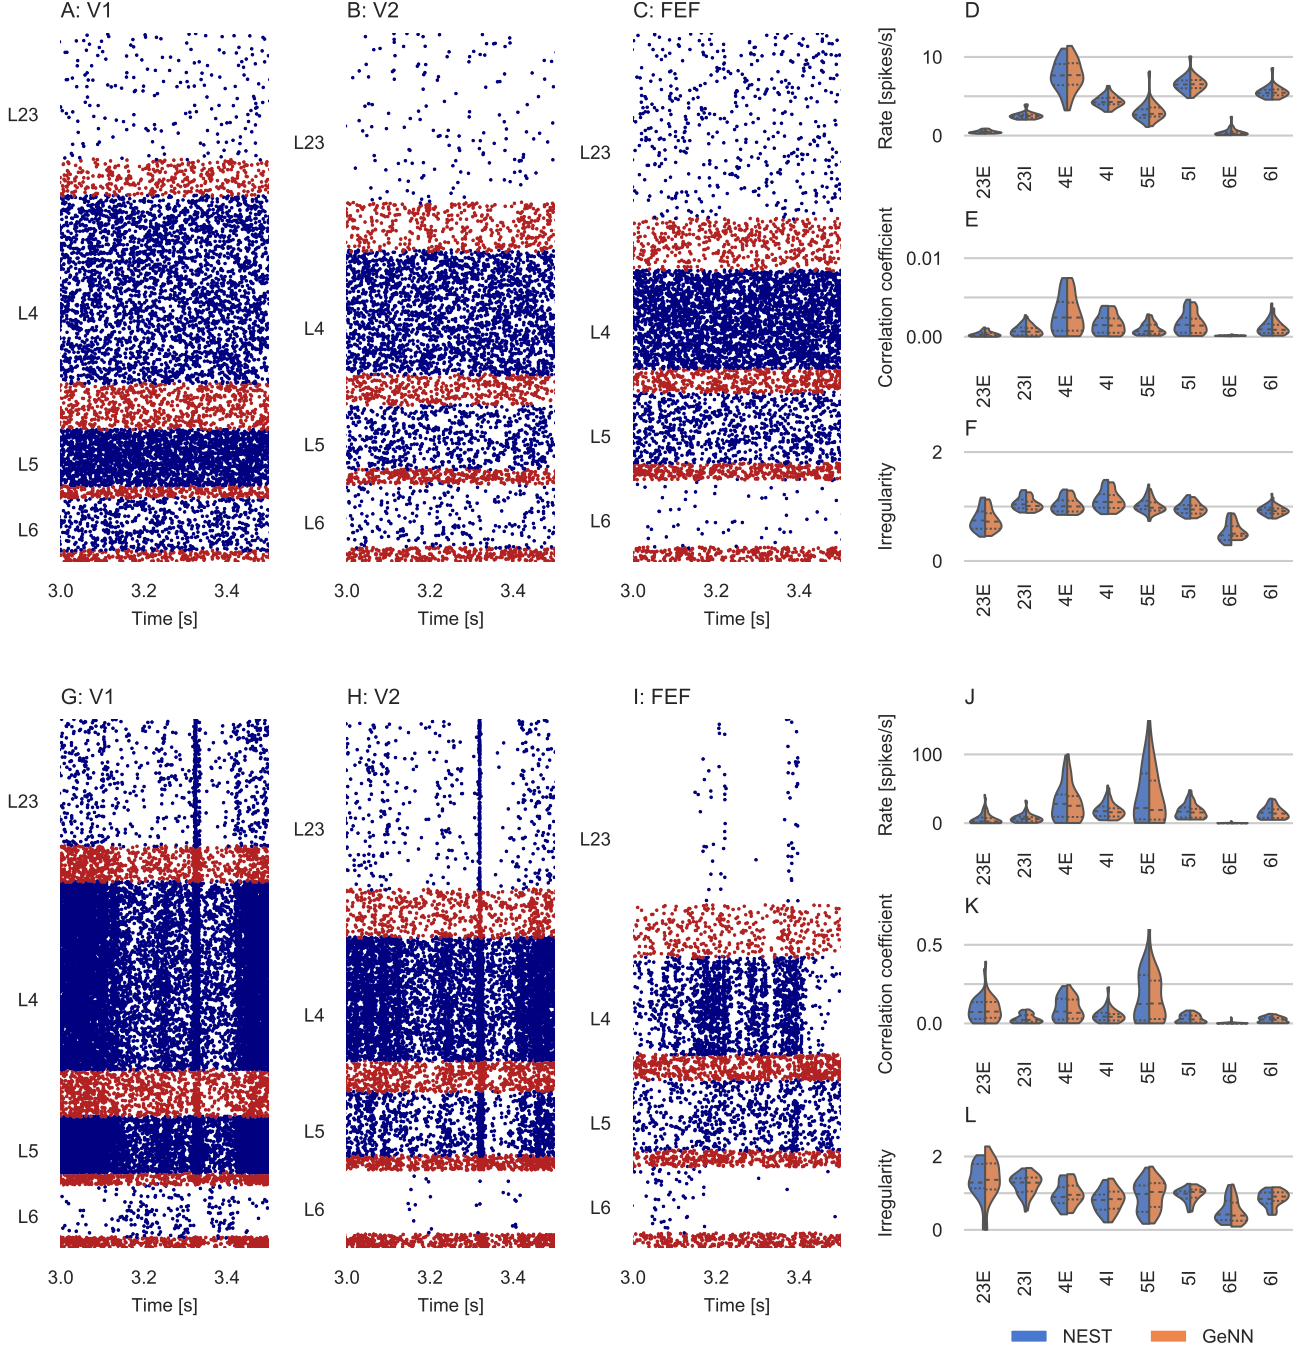 A: V1
B: V2
C: FEF
D
L23
L4
L5
L6
3.0 3.2 3.4
Time [s]
L23
L4
L5
L6
3.0 3.2 3.4
Time [s]
L23
L4
L5
L6
3.0 3.2 3.4
Time [s]
Rate [spikes/s]
10
0
23E 23I 4E 4I 5E 5I 6E 6I
E
Correlation coefficient
0.01
0.00
23E 23I 4E 4I 5E 5I 6E 6I
F
Irregularity
2
0
23E 23I 4E 4I 5E 5I 6E 6I
G: V1
H: V2
I: FEF
J
L23
L4
L5
L6
3.0 3.2 3.4
Time [s]
L23
L4
L5
L6
3.0 3.2 3.4
Time [s]
L23
L4
L5
L6
3.0 3.2 3.4
Time [s]
Rate [spikes/s]
100
0
23E 23I 4E 4I 5E 5I 6E 6I
K
Correlation coefficient
0.5
0.0
23E 23I 4E 4I 5E 5I 6E 6I
L
Irregularity
2
0
23E 23I 4E 4I 5E 5I 6E 6I
NEST GeNN